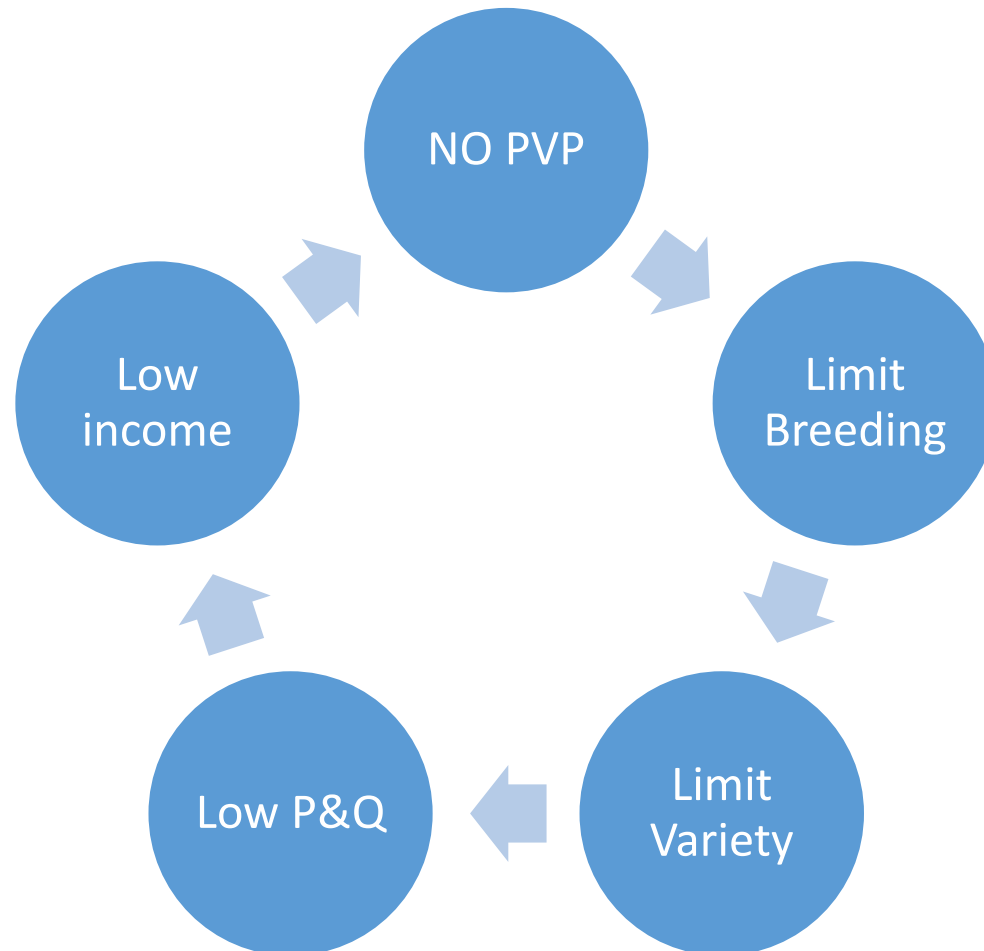 NO PVP
Limit
Breeding
Limit
Variety
Low P&Q
Low
income